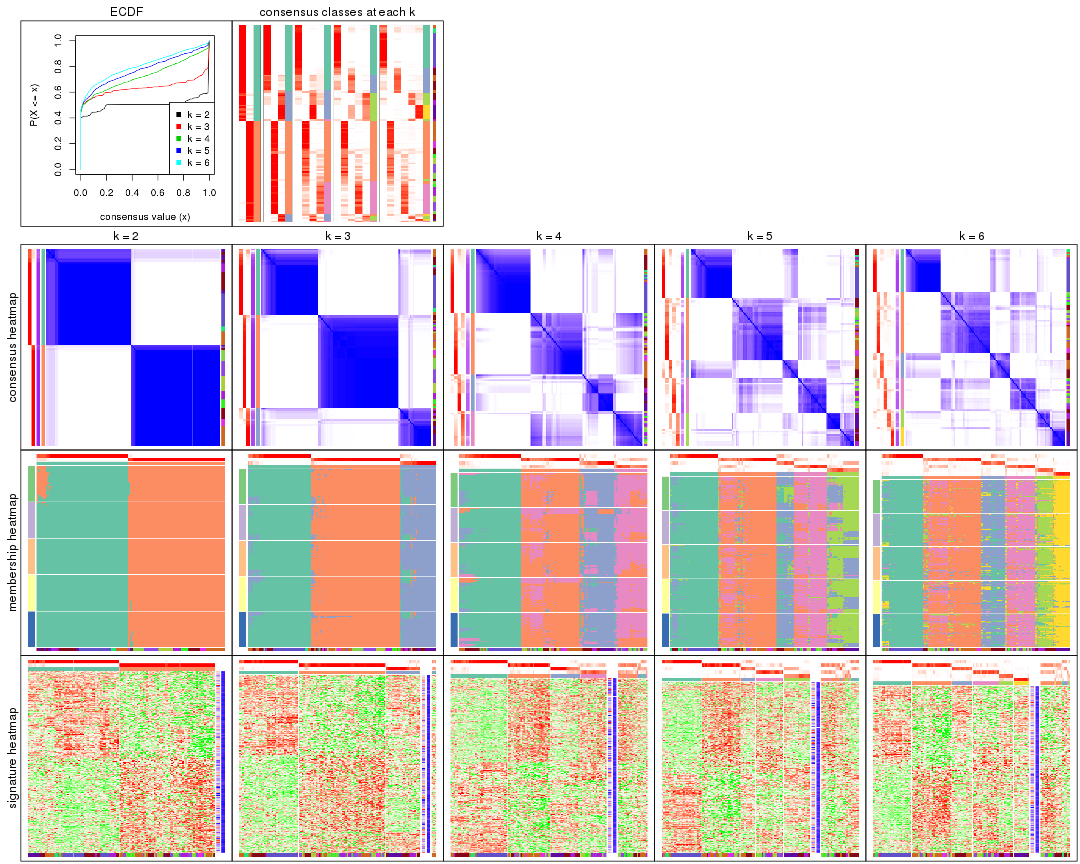 ECDF
consensus classes at each k
P(X <= x)
1.0
0.8
0.6
0.4
0.2
0.0
k = 2
k = 3
k = 4
k = 5
k = 6
0.0 0.2 0.4 0.6 0.8 1.0
consensus value (x)
k = 2 k = 3 k = 4 k = 5 k = 6
consensus heatmap
membership heatmap
signature heatmap